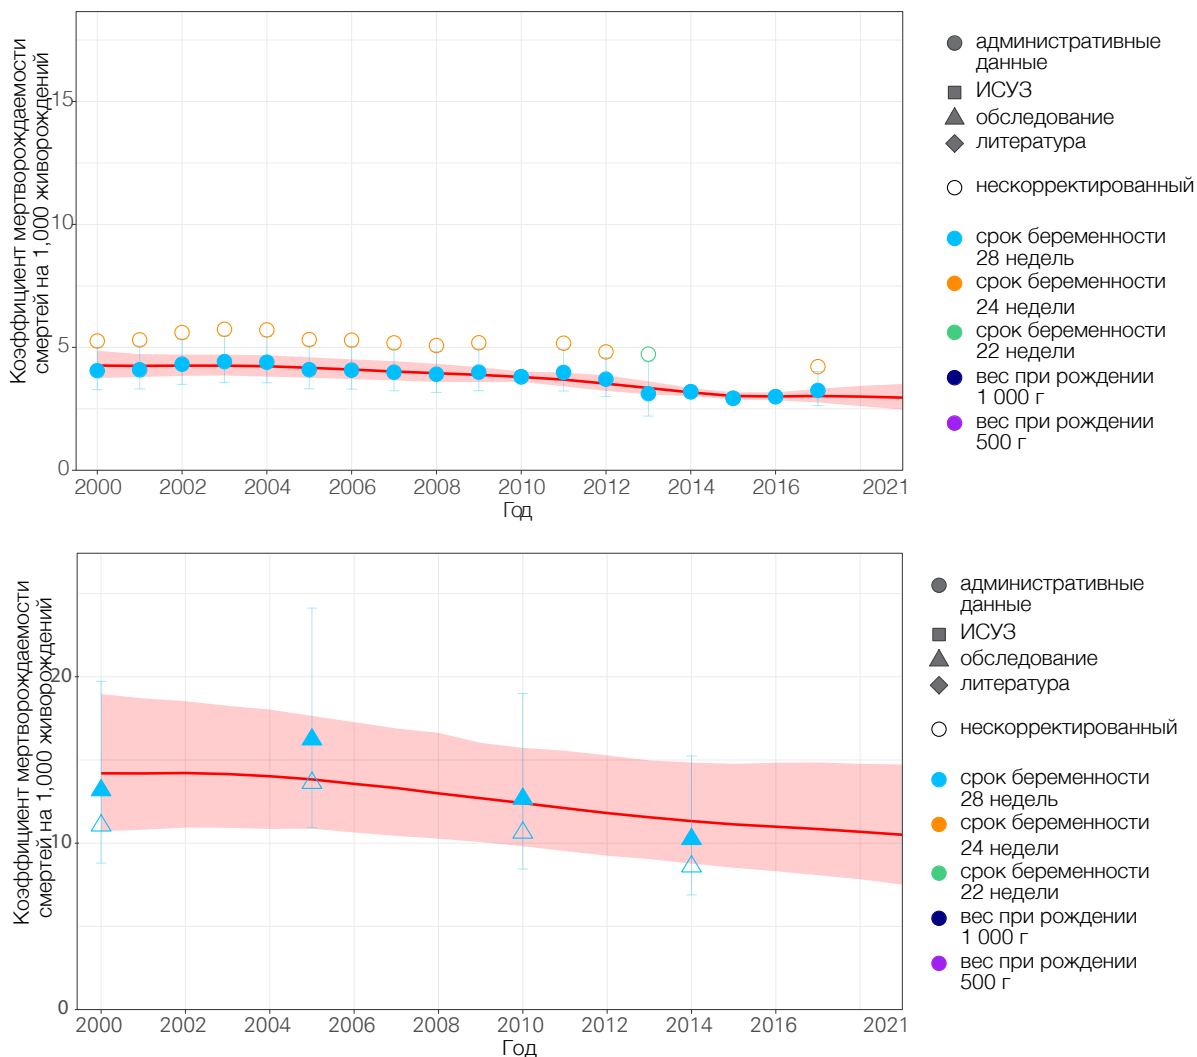 Коэффициент мертворождаемости
смертей на 1,000 живорождений
15
10
5
0
2000 2002 2004 2006 2008 2010 2012 2014 2016 2021
Год
административные
данные
ИСУЗ
обследование
литература
нескорректированный
срок беременности
28 недель
срок беременности
24 недели
срок беременности
22 недели
вес при рождении
1 000 г
вес при рождении
500 г
Коэффициент мертворождаемости
смертей на 1,000 живорождений
20
10
0
2000 2002 2004 2006 2008 2010 2012 2014 2016 2021
Год
административные
данные
ИСУЗ
обследование
литература
нескорректированный
срок беременности
28 недель
срок беременности
24 недели
срок беременности
22 недели
вес при рождении
1 000 г
вес при рождении
500 г